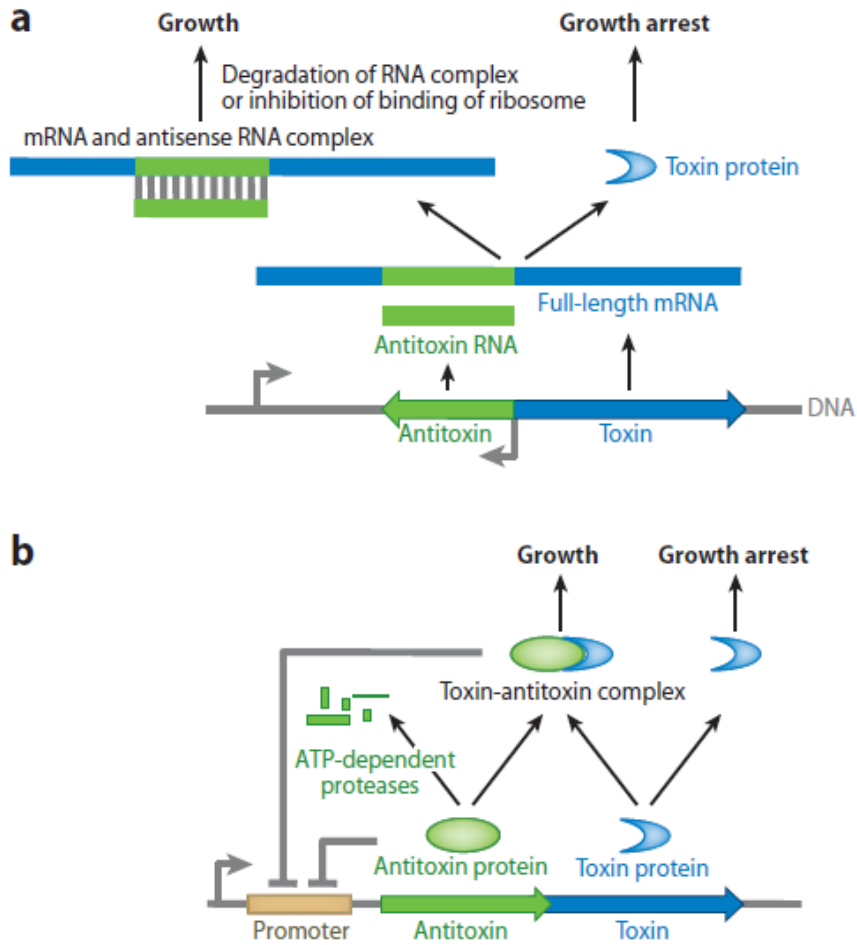 a
Growth
Growth arrest
Degradation of RNA complex
or inhibition of binding of ribosome
mRNA and antisense RNA complex
Toxin protein
Full-length mRNA
Antitoxin RNA
DNA
Antitoxin
Toxin
b
Growth
Growth arrest
Toxin-antitoxin complex
ATP-dependent
proteases
Antitoxin protein
Toxin protein
Promoter
Antitoxin
Toxin